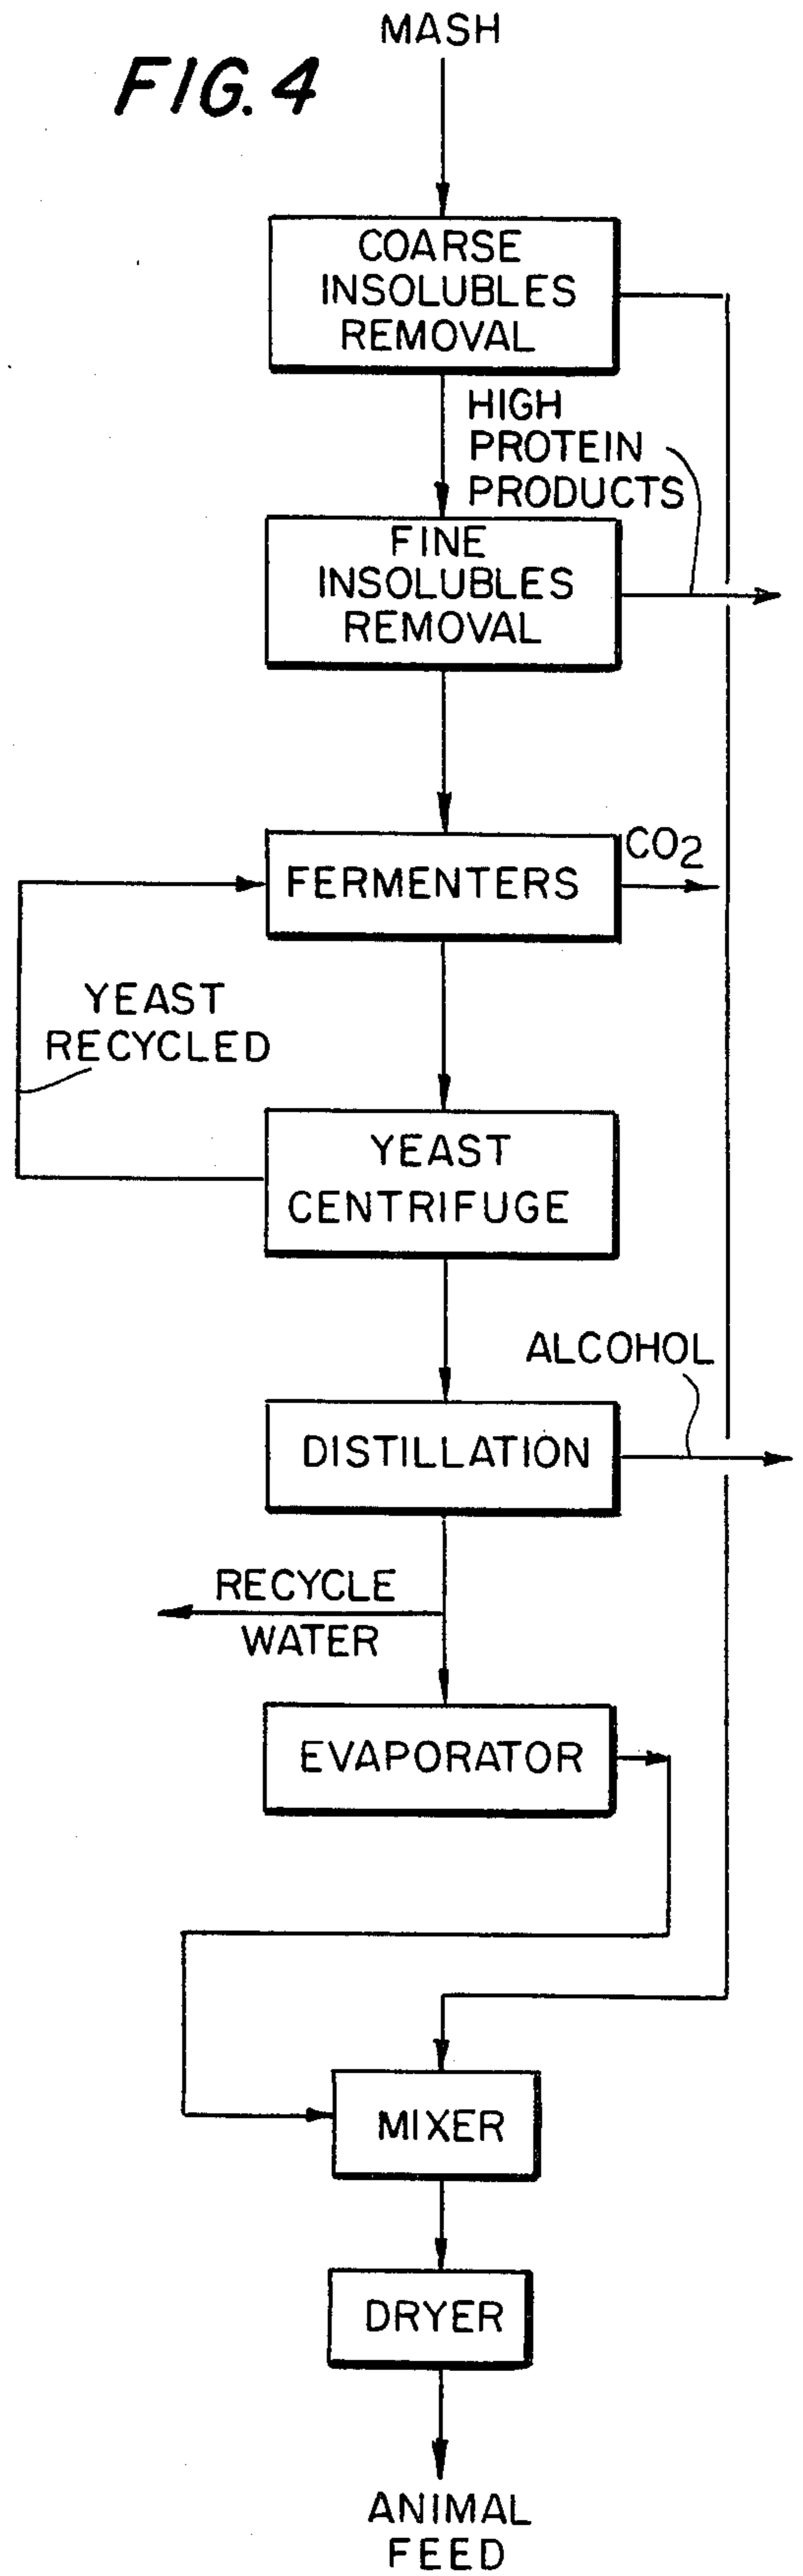 MASH
FIG. 4
COARSE
INSOLUBLES
REMOVAL
HIGH
PROTEIN
PRODUCTS
FINE
INSOLUBLES
REMOVAL
CO2
FERMENTERS
YEAST
RECYCLED
YEAST
CENTRIFUGE
ALCOHOL
DISTILLATION
RECYCLE
WATER
EVAPORATOR
MIXER
DRYER
ANIMAL
FEED